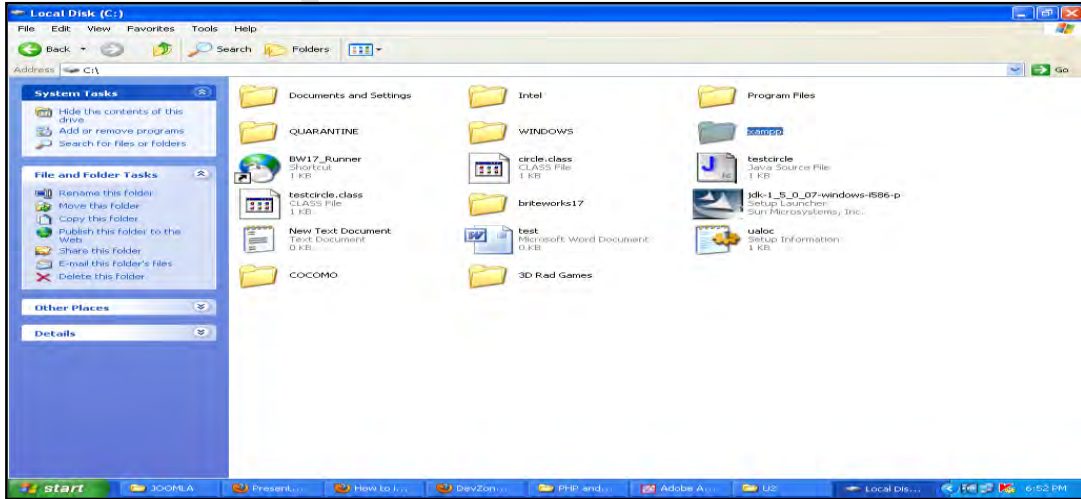 Local Disk (C:)
File Edit View Favorites Tools Help
Back Search Folders
Address C:\ Go
System Tasks
Hide the contents of this drive
Add or remove programs
Search for files or folders
File and Folder Tasks
Rename this folder
Move this folder
Copy this folder
Publish this folder to the Web
Share this folder
E-mail this folder's files
Delete this folder
Other Places
Details
Documents and Settings
Intel
Program Files
QUARANTINE
WINDOWS
xampp
BW17_Runner
Shortcut
1 KB
circle.class
CLASS File
1 KB
testcircle
Java Source File
1 KB
testcircle.class
CLASS File
1 KB
briteworks17
jdk-1_5_0_07-windows-i586-p
Setup Launcher
Sun Microsystems, Inc.
New Text Document
Text Document
0 KB
test
Microsoft Word Document
0 KB
ualoc
Setup Information
1 KB
COCOMO
3D Rad Games
start JOOMLA Present... How to i... DevZon... PHP and... Adobe A... Local Dis... 6:52 PM